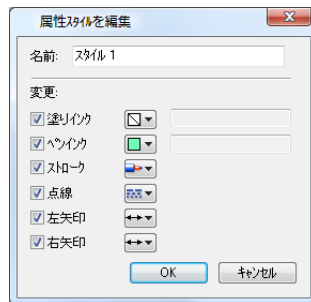 属性ｽﾀｲﾙを編集
名前: ｽﾀｲﾙ 1
変更:
塗りｲﾝｸ
ﾍﾟﾝｲﾝｸ
ｽﾄﾛｰｸ
点線
左矢印
右矢印
OK ｷｬﾝｾﾙ